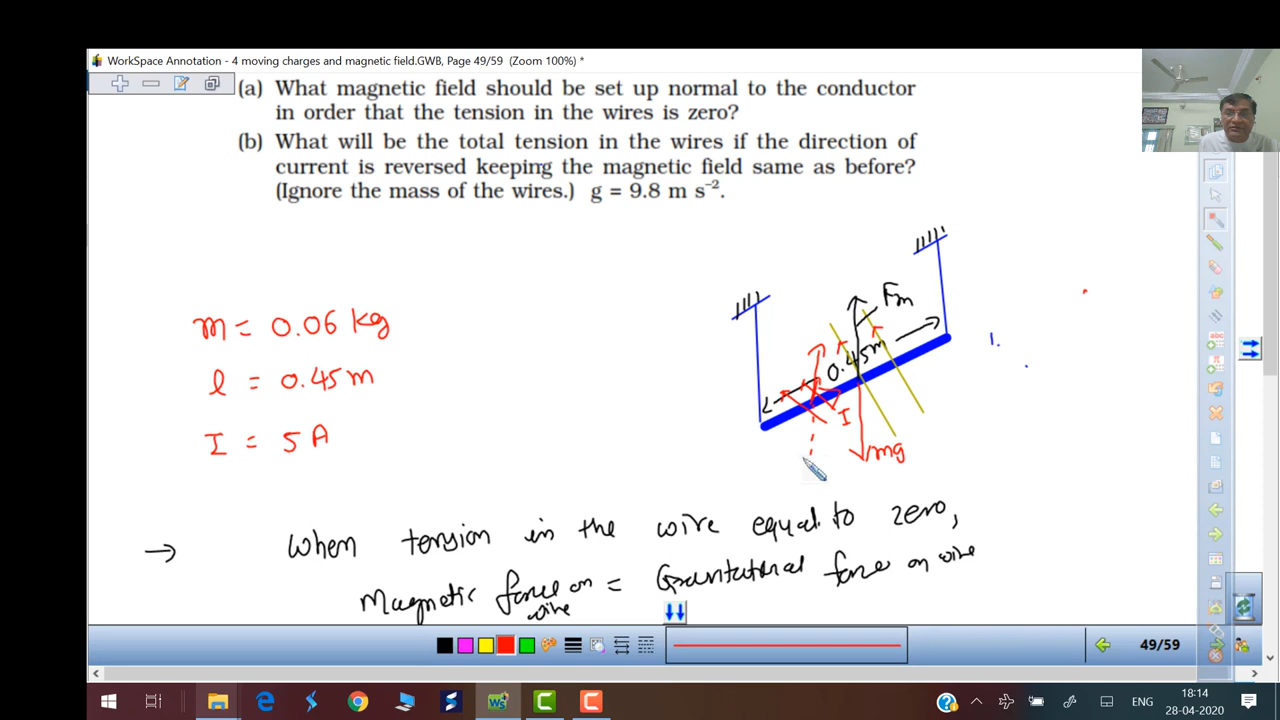 WorkSpace Annotation - 4 moving charges and magnetic field.GWB, Page 49/59 (Zoom 100%) *
(a) What magnetic field should be set up normal to the conductor
in order that the tension in the wires is zero?
(b) What will be the total tension in the wires if the direction of
current is reversed keeping the magnetic field same as before?
(Ignore the mass of the wires.) g = 9.8 m s⁻².
m = 0.06 kg
l = 0.45 m
I = 5 A
Fm
0.45m
I
mg
→ When tension in the wire equal to zero,
Magnetic force on wire = Gravitational force on wire
49/59
ENG
18:14
28-04-2020